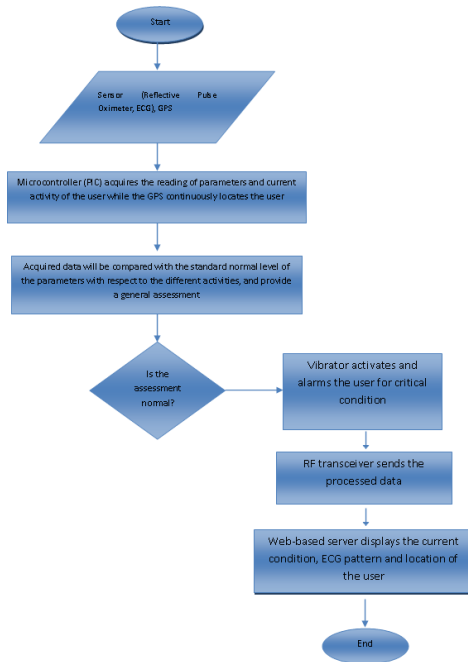 Start
Sensor (Reflective Pulse
Oximeter, ECG), GPS
Microcontroller (PIC) acquires the reading of parameters and current
activity of the user while the GPS continuously locates the user
Acquired data will be compared with the standard normal level of
the parameters with respect to the different activities, and provide
a general assessment
Is the
assessment
normal?
Vibrator activates and
alarms the user for critical
condition
RF transceiver sends the
processed data
Web-based server displays the current
condition, ECG pattern and location of
the user
End